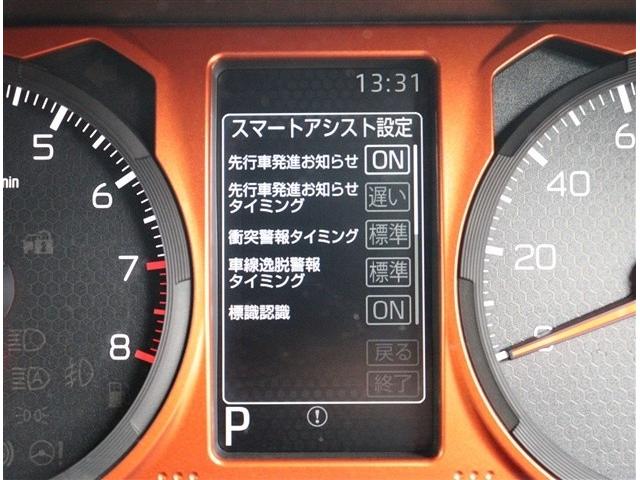 13:31
スマートアシスト設定
先行車発進お知らせ ON
先行車発進お知らせ
タイミング 遅い
衝突警報タイミング 標準
車線逸脱警報
タイミング 標準
標識認識 ON
戻る
終了
P
5
6
7
8
min
0
20
40